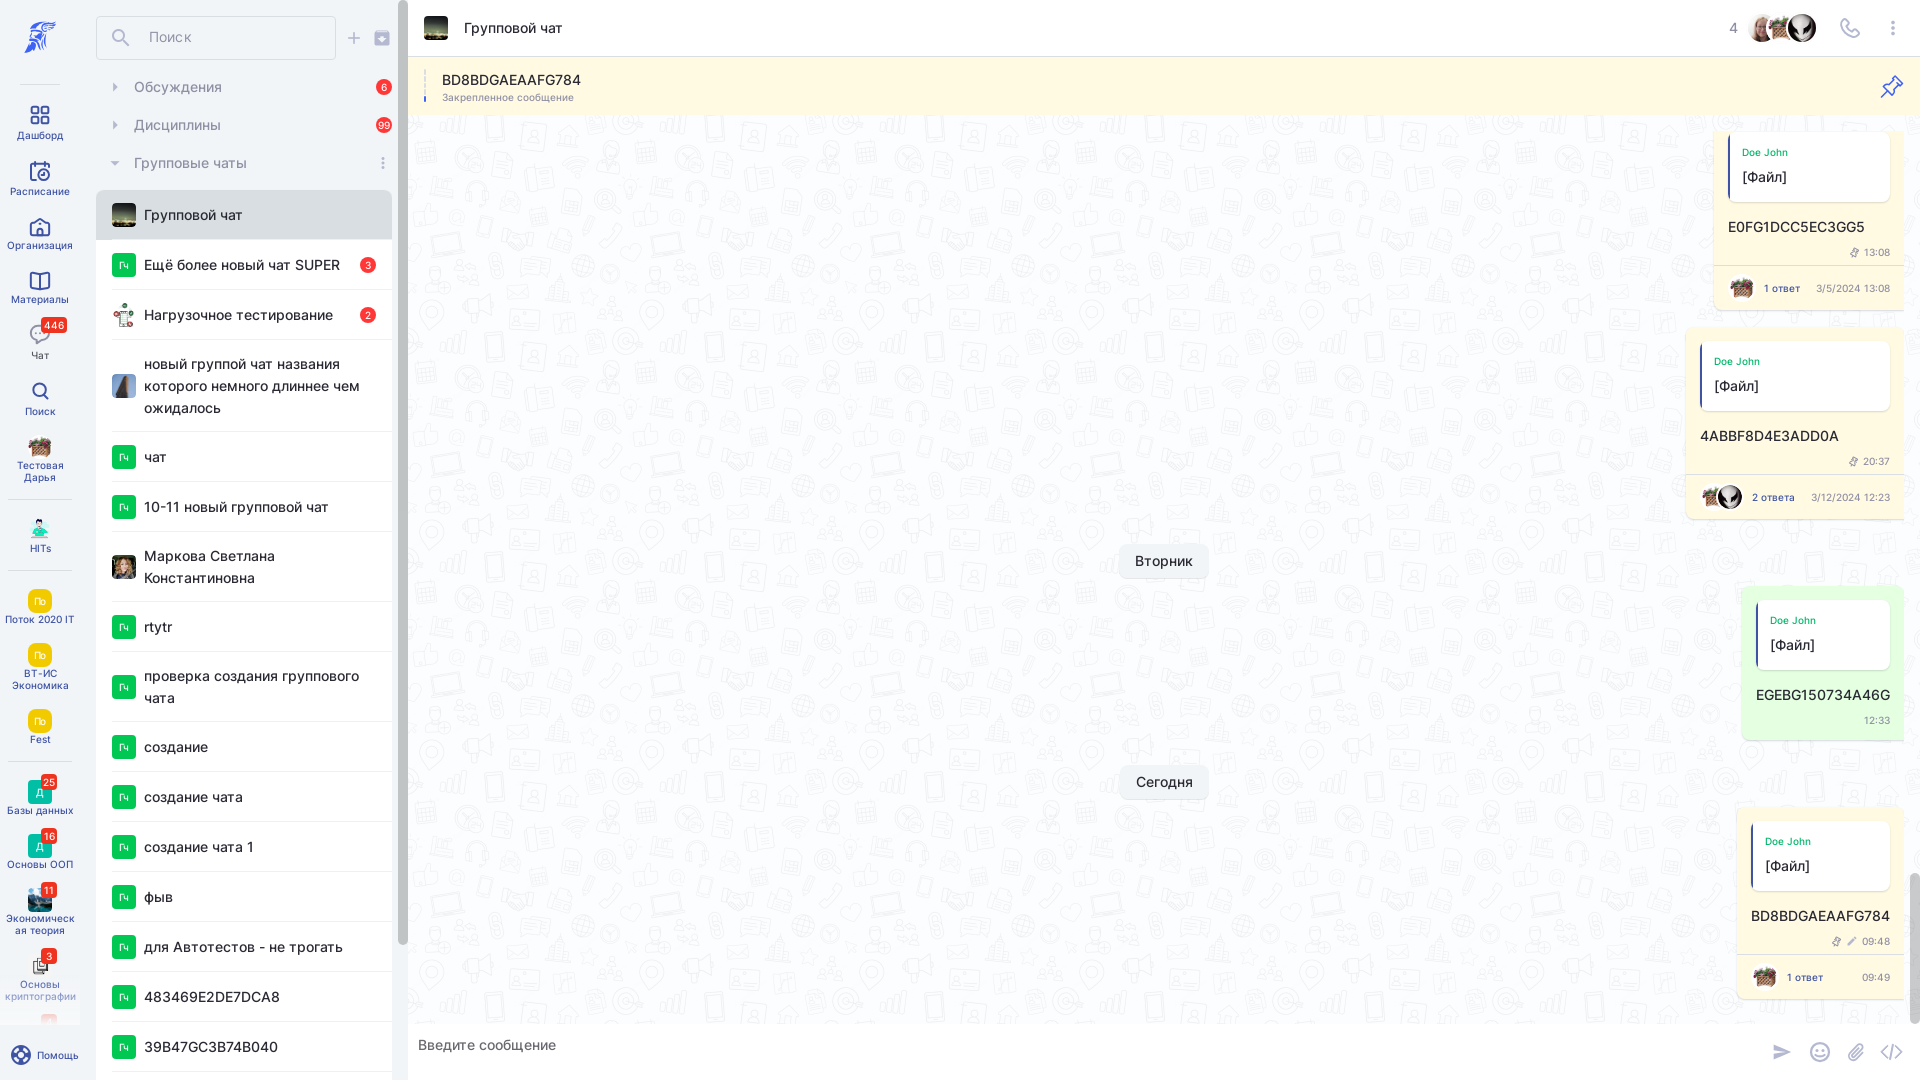 Дашборд
Расписание
Организация
Материалы
446
Чат
Поиск
Тестовая
Дарья
HITs
По
Поток 2020 IT
По
ВТ-ИС
Экономика
По
Fest
25
Д
Базы данных
16
Д
Основы ООП
11
Экономическ
ая теория
3
Основы
криптографии
Помощь
Поиск
Обсуждения
6
Дисциплины
99
Групповые чаты
Групповой чат
Гч
Ещё более новый чат SUPER
3
Нагрузочное тестирование
2
новый группой чат названия
которого немного длиннее чем
ожидалось
Гч
чат
Гч
10-11 новый групповой чат
Маркова Светлана
Константиновна
Гч
rtytr
Гч
проверка создания группового
чата
Гч
создание
Гч
создание чата
Гч
создание чата 1
Гч
фыв
Гч
для Автотестов - не трогать
Гч
483469E2DE7DCA8
Гч
39B47GC3B74B040
Групповой чат
4
BD8BDGAEAAFG784
Закрепленное сообщение
Doe John
[Файл]
E0FG1DCC5EC3GG5
13:08
1 ответ
3/5/2024 13:08
Doe John
[Файл]
4ABBF8D4E3ADD0A
20:37
2 ответа
3/12/2024 12:23
Вторник
Doe John
[Файл]
EGEBG150734A46G
12:33
Сегодня
Doe John
[Файл]
BD8BDGAEAAFG784
09:48
1 ответ
09:49
Введите сообщение